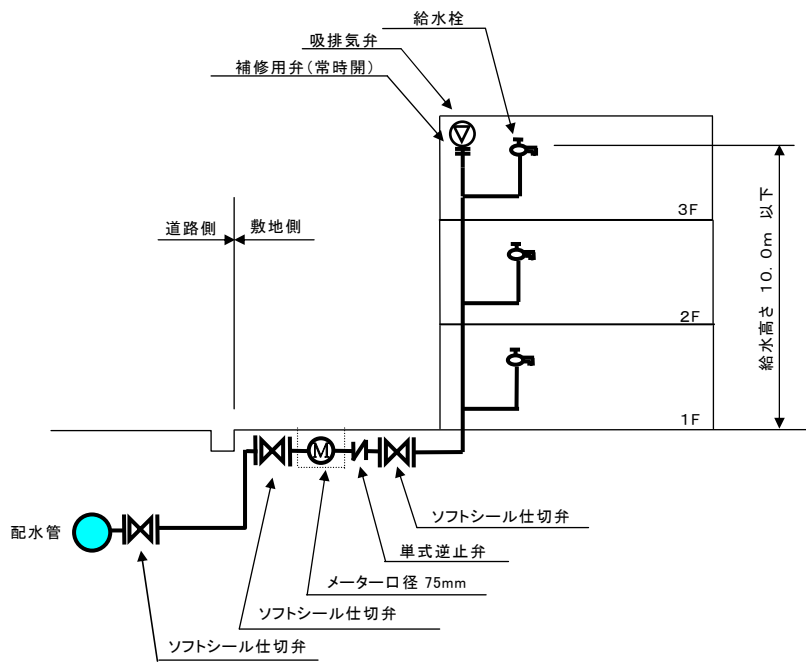 給水栓
吸排気弁
補修用弁(常時開)
3F
道路側
敷地側
給水高さ 10.0m 以下
2F
1F
M
ソフトシール仕切弁
配水管
単式逆止弁
メーター口径 75mm
ソフトシール仕切弁
ソフトシール仕切弁